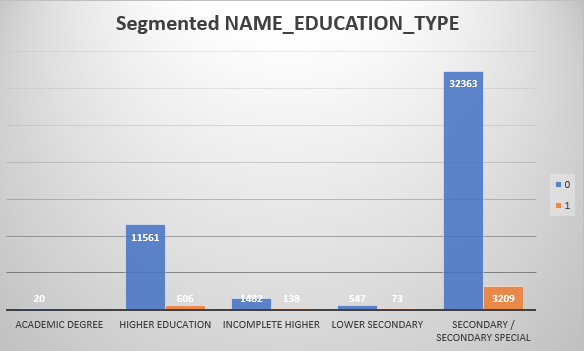 Segmented NAME_EDUCATION_TYPE
32363
11561
20
606
1482
138
547
73
3209
0
1
ACADEMIC DEGREE
HIGHER EDUCATION
INCOMPLETE HIGHER
LOWER SECONDARY
SECONDARY /
SECONDARY SPECIAL